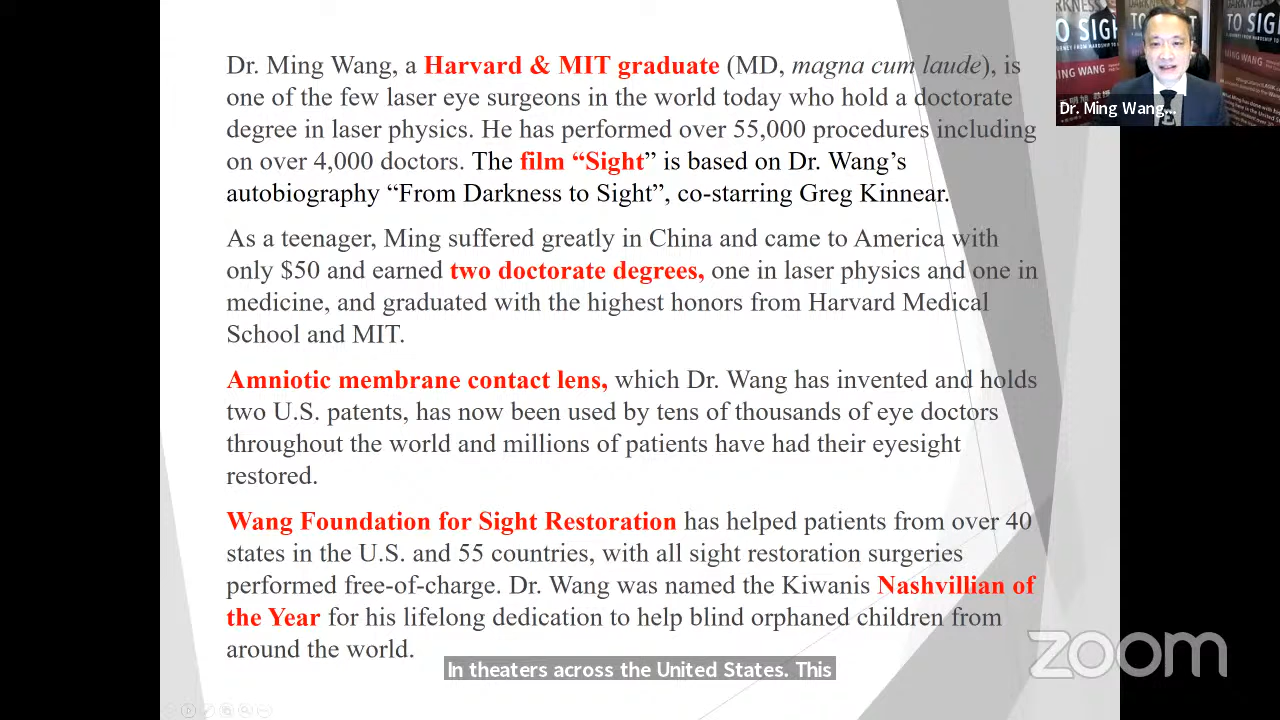 Dr. Ming Wang, a Harvard & MIT graduate (MD, magna cum laude), is
one of the few laser eye surgeons in the world today who hold a doctorate
degree in laser physics. He has performed over 55,000 procedures including
on over 4,000 doctors. The film “Sight” is based on Dr. Wang’s
autobiography “From Darkness to Sight”, co-starring Greg Kinnear.
As a teenager, Ming suffered greatly in China and came to America with
only $50 and earned two doctorate degrees, one in laser physics and one in
medicine, and graduated with the highest honors from Harvard Medical
School and MIT.
Amniotic membrane contact lens, which Dr. Wang has invented and holds
two U.S. patents, has now been used by tens of thousands of eye doctors
throughout the world and millions of patients have had their eyesight
restored.
Wang Foundation for Sight Restoration has helped patients from over 40
states in the U.S. and 55 countries, with all sight restoration surgeries
performed free-of-charge. Dr. Wang was named the Kiwanis Nashvillian of
the Year for his lifelong dedication to help blind orphaned children from
around the world.
In theaters across the United States. This
zoom
TO SIGHT
MING WANG
Dr. Ming Wang...